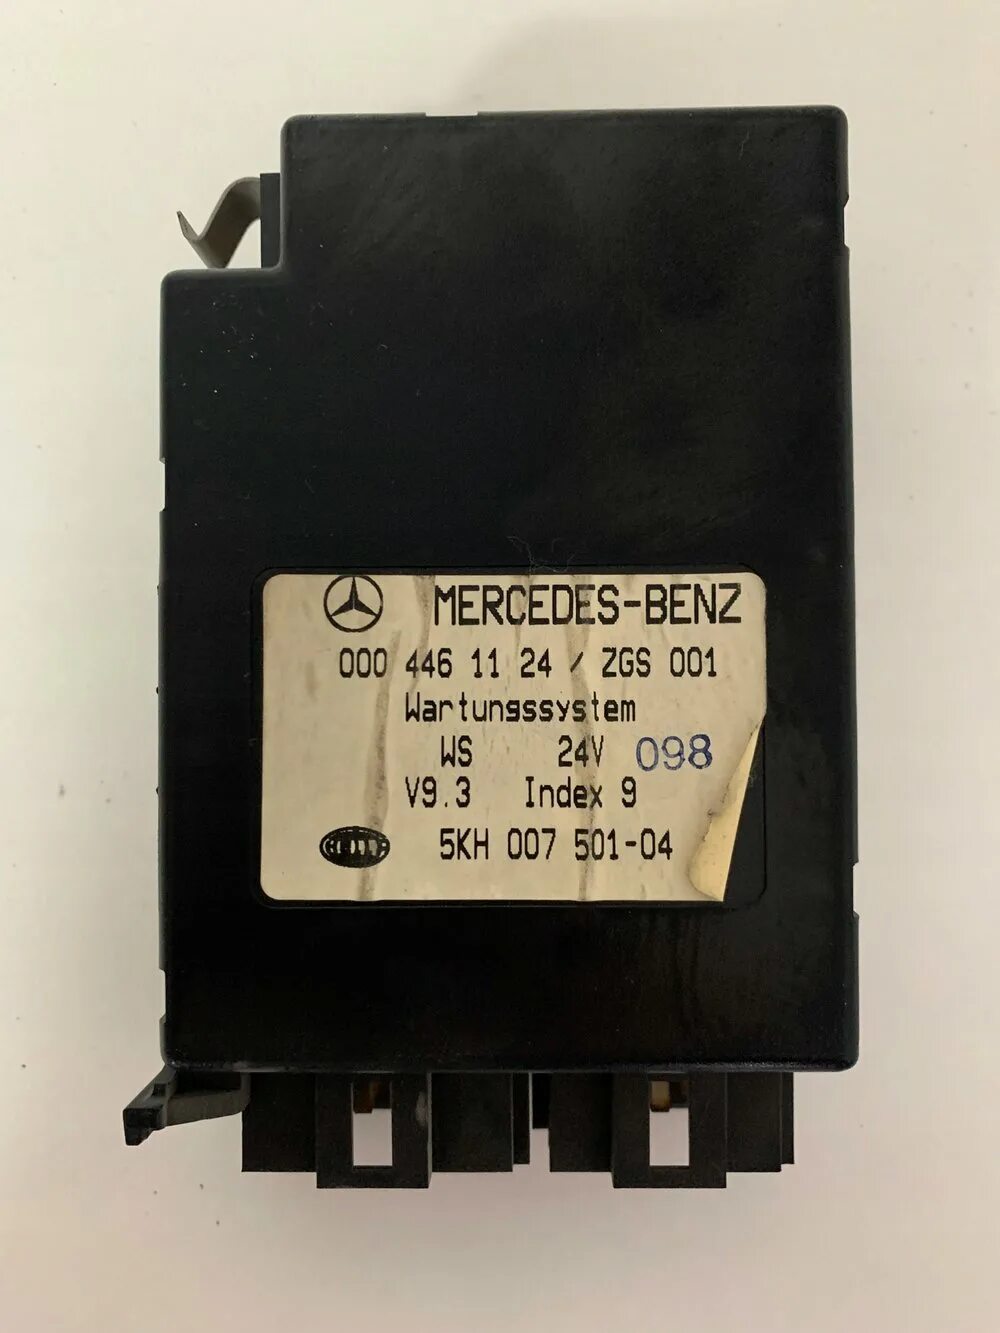 MERCEDES-BENZ
000 446 11 24 / ZGS 001
Wartungssystem
WS 24V 098
V9.3 Index 9
HELLA 5KH 007 501-04